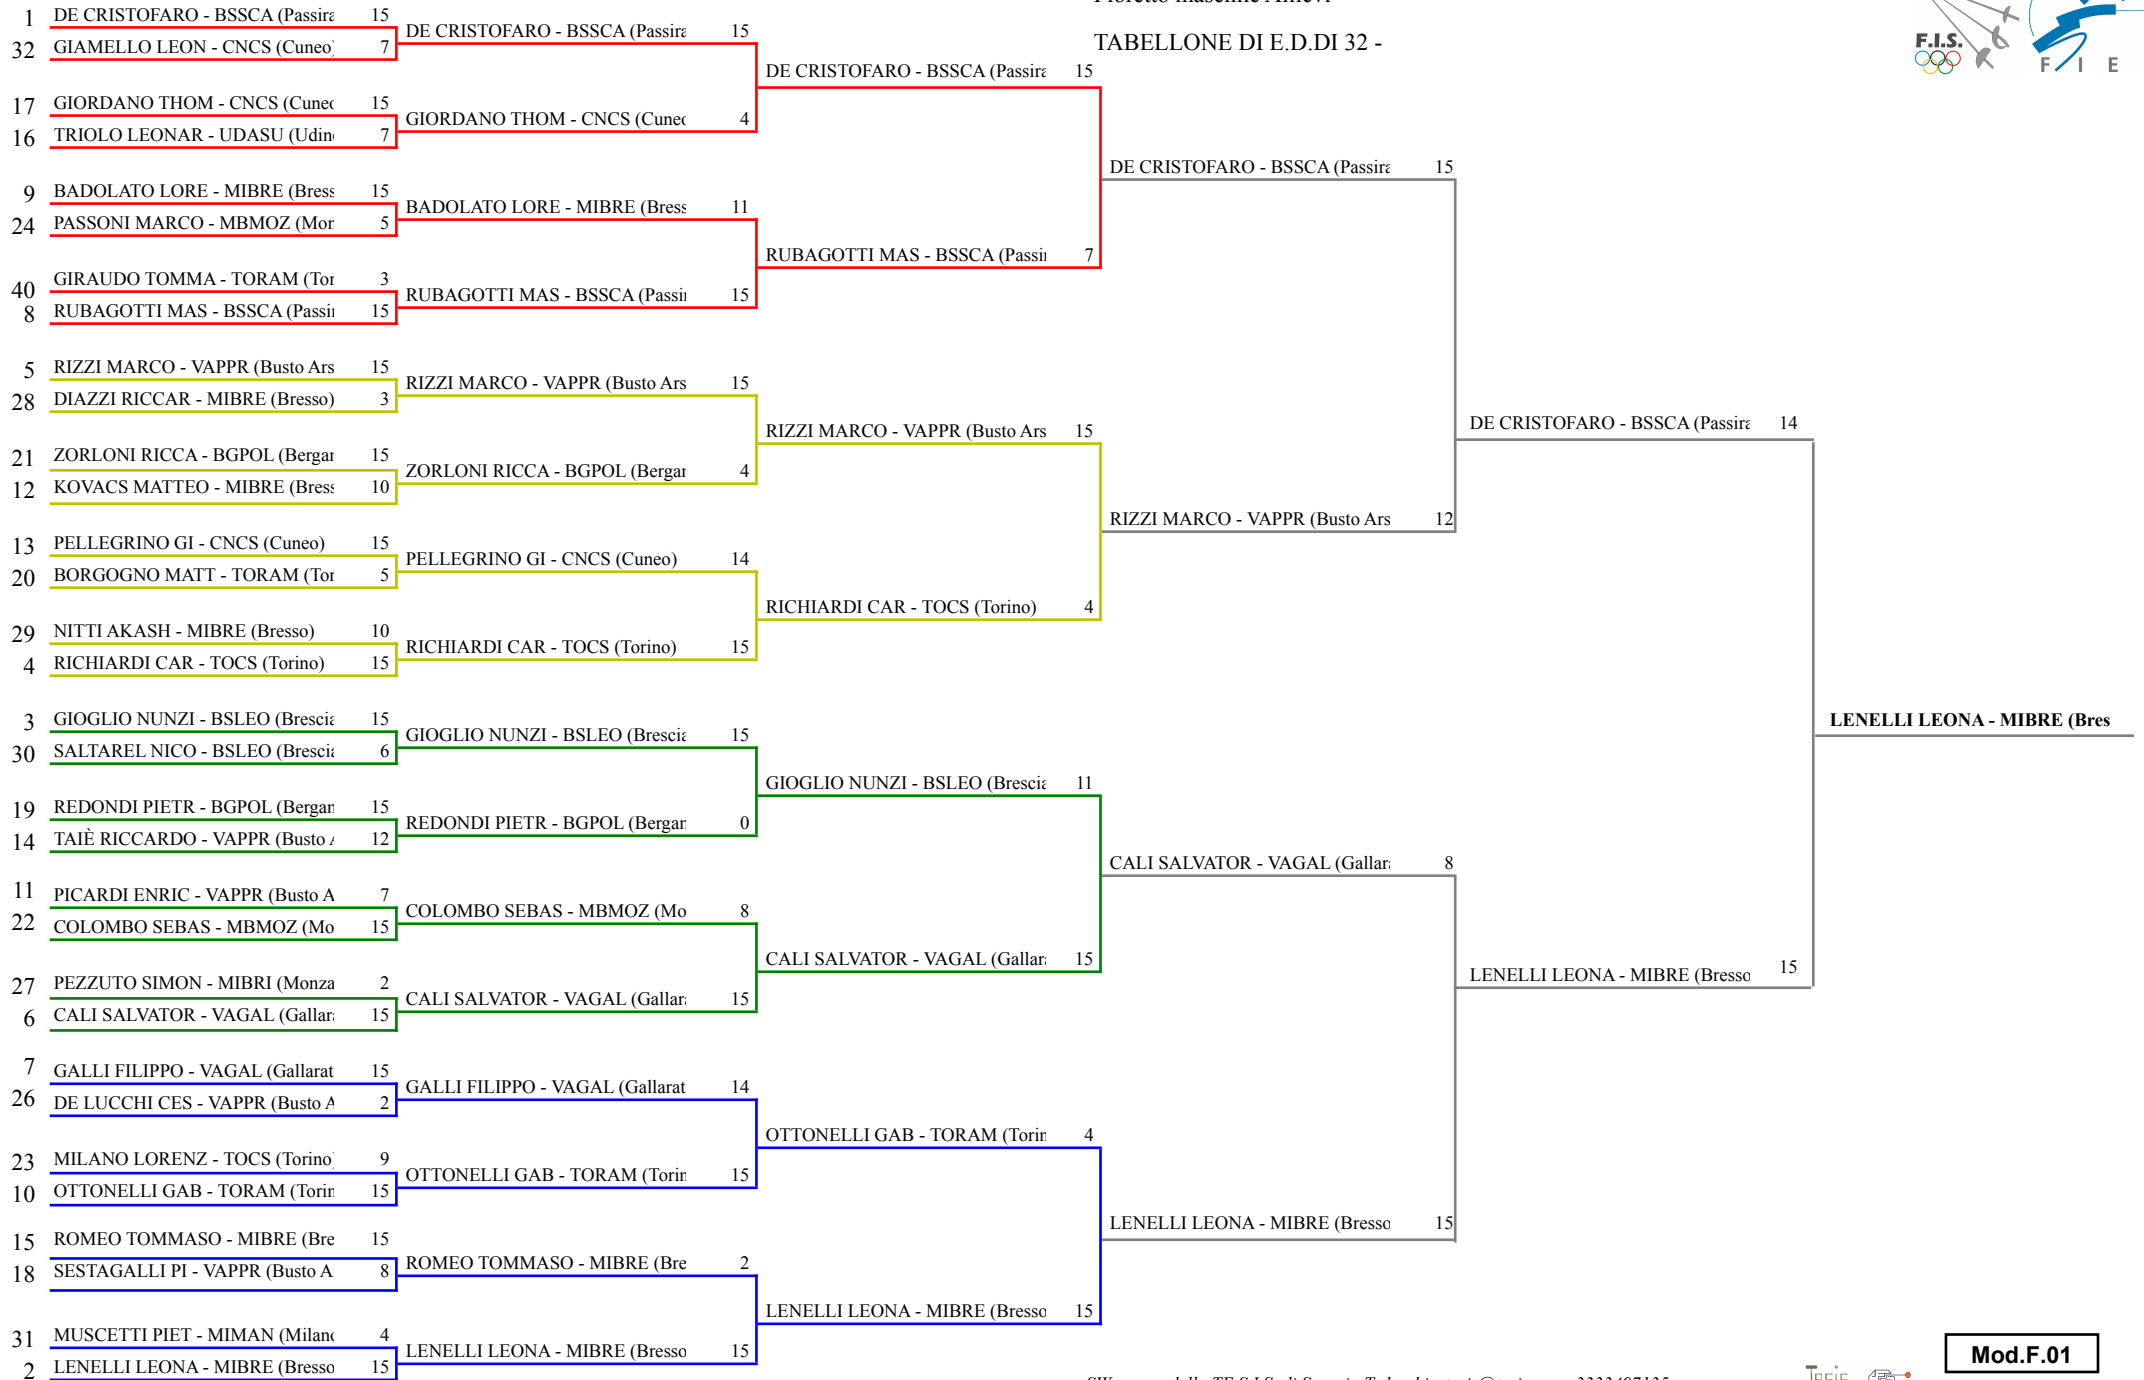 TABELLONE DI E.D.DI 32 -
F.I.S.
F I E
1 DE CRISTOFARO - BSSCA (Passira 15
32 GIAMELLO LEON - CNCS (Cuneo) 7
17 GIORDANO THOM - CNCS (Cuneo 15
16 TRIOLO LEONAR - UDASU (Udin 7
9 BADOLATO LORE - MIBRE (Bress 15
24 PASSONI MARCO - MBMOZ (Mon 5
40 GIRAUDO TOMMA - TORAM (Tor 3
8 RUBAGOTTI MAS - BSSCA (Passi 15
5 RIZZI MARCO - VAPPR (Busto Ars 15
28 DIAZZI RICCAR - MIBRE (Bresso) 3
21 ZORLONI RICCA - BGPOL (Bergar 15
12 KOVACS MATTEO - MIBRE (Bress 10
13 PELLEGRINO GI - CNCS (Cuneo) 15
20 BORGOGNO MATT - TORAM (Tor 5
29 NITTI AKASH - MIBRE (Bresso) 10
4 RICHIARDI CAR - TOCS (Torino) 15
3 GIOGLIO NUNZI - BSLEO (Brescia 15
30 SALTAREL NICO - BSLEO (Brescia 6
19 REDONDI PIETR - BGPOL (Bergan 15
14 TAIÈ RICCARDO - VAPPR (Busto A 12
11 PICARDI ENRIC - VAPPR (Busto A 7
22 COLOMBO SEBAS - MBMOZ (Mo 15
27 PEZZUTO SIMON - MIBRI (Monza 2
6 CALI SALVATOR - VAGAL (Gallar 15
7 GALLI FILIPPO - VAGAL (Gallarat 15
26 DE LUCCHI CES - VAPPR (Busto A 2
23 MILANO LORENZ - TOCS (Torino) 9
10 OTTONELLI GAB - TORAM (Torin 15
15 ROMEO TOMMASO - MIBRE (Bre 15
18 SESTAGALLI PI - VAPPR (Busto A 8
31 MUSCETTI PIET - MIMAN (Milano 4
2 LENELLI LEONA - MIBRE (Bresso 15
DE CRISTOFARO - BSSCA (Passira 15
GIORDANO THOM - CNCS (Cuneo 4
BADOLATO LORE - MIBRE (Bress 11
RUBAGOTTI MAS - BSSCA (Passi 15
RIZZI MARCO - VAPPR (Busto Ars 15
ZORLONI RICCA - BGPOL (Bergar 4
PELLEGRINO GI - CNCS (Cuneo) 14
RICHIARDI CAR - TOCS (Torino) 15
GIOGLIO NUNZI - BSLEO (Brescia 15
REDONDI PIETR - BGPOL (Bergan 0
COLOMBO SEBAS - MBMOZ (Mo 8
CALI SALVATOR - VAGAL (Gallar 15
GALLI FILIPPO - VAGAL (Gallarat 14
OTTONELLI GAB - TORAM (Torin 15
ROMEO TOMMASO - MIBRE (Bre 2
LENELLI LEONA - MIBRE (Bresso 15
DE CRISTOFARO - BSSCA (Passira 15
RUBAGOTTI MAS - BSSCA (Passi 7
RIZZI MARCO - VAPPR (Busto Ars 15
RICHIARDI CAR - TOCS (Torino) 4
GIOGLIO NUNZI - BSLEO (Brescia 11
CALI SALVATOR - VAGAL (Gallar 15
OTTONELLI GAB - TORAM (Torin 4
LENELLI LEONA - MIBRE (Bresso 15
DE CRISTOFARO - BSSCA (Passira 15
RIZZI MARCO - VAPPR (Busto Ars 12
CALI SALVATOR - VAGAL (Gallar 8
LENELLI LEONA - MIBRE (Bresso 15
DE CRISTOFARO - BSSCA (Passira 14
LENELLI LEONA - MIBRE (Bresso 15
LENELLI LEONA - MIBRE (Bres
Mod.F.01